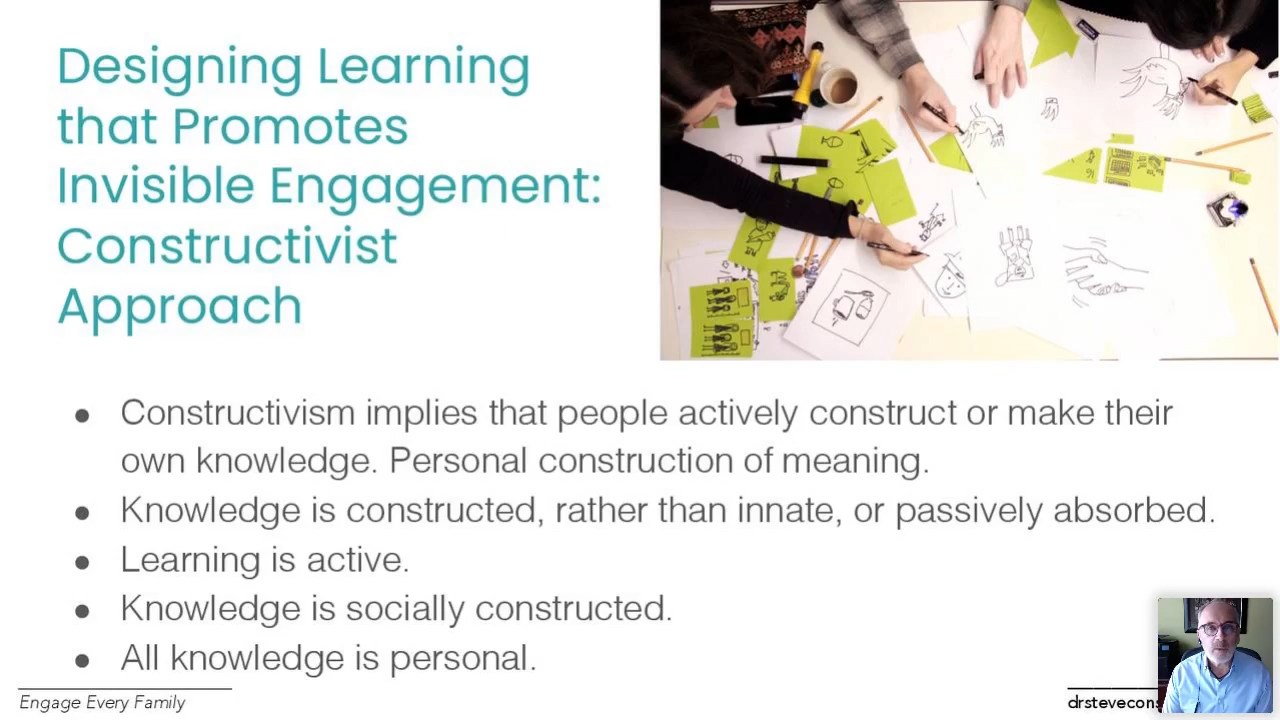 Designing Learning
that Promotes
Invisible Engagement:
Constructivist
Approach
● Constructivism implies that people actively construct or make their
own knowledge. Personal construction of meaning.
● Knowledge is constructed, rather than innate, or passively absorbed.
● Learning is active.
● Knowledge is socially constructed.
● All knowledge is personal.
Engage Every Family
drstevecons